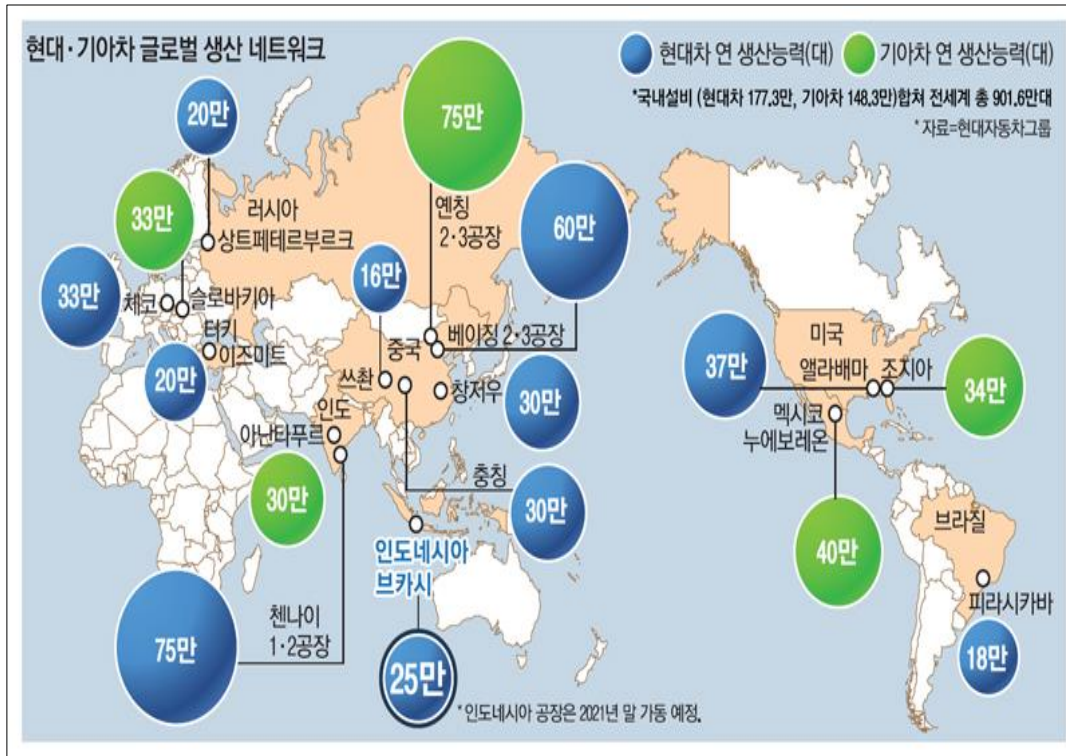 현대·기아차 글로벌 생산 네트워크
현대차 연 생산능력(대)
기아차 연 생산능력(대)
*국내설비 (현대차 177.3만, 기아차 148.3만)합쳐 전세계 총 901.6만대
* 자료=현대자동차그룹
20만
75만
33만
러시아
상트페테르부르크
옌칭
2·3공장
60만
33만
16만
체코
슬로바키아
터키
이즈미트
20만
중국
베이징 2·3공장
쓰촨
창저우
30만
인도
아난타푸르
30만
충칭
30만
인도네시아
브카시
첸나이
1·2공장
75만
25만
* 인도네시아 공장은 2021년 말 가동 예정.
미국
37만
앨라배마
조지아
34만
멕시코
누에보레온
40만
브라질
피라시카바
18만